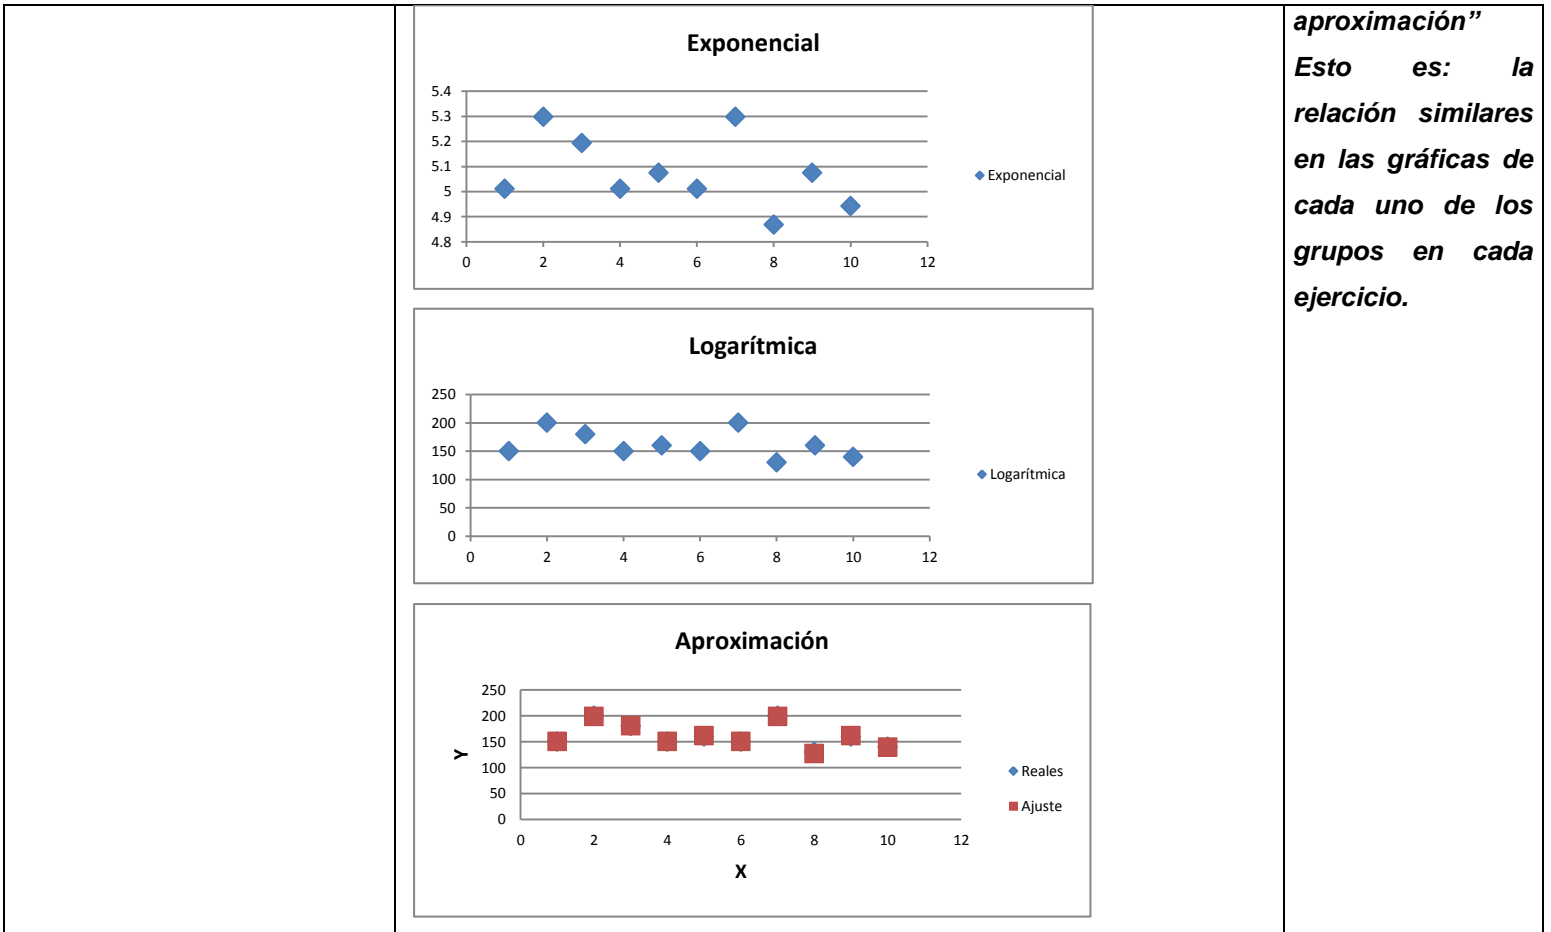 Exponencial
5.4
5.3
5.2
5.1
5
4.9
4.8
0 2 4 6 8 10 12
Exponencial
Logarítmica
250
200
150
100
50
0
0 2 4 6 8 10 12
Logarítmica
Aproximación
250
200
150
100
50
0
0 2 4 6 8 10 12
Y
X
Reales
Ajuste
aproximación”
Esto es: la
relación similares
en las gráficas de
cada uno de los
grupos en cada
ejercicio.